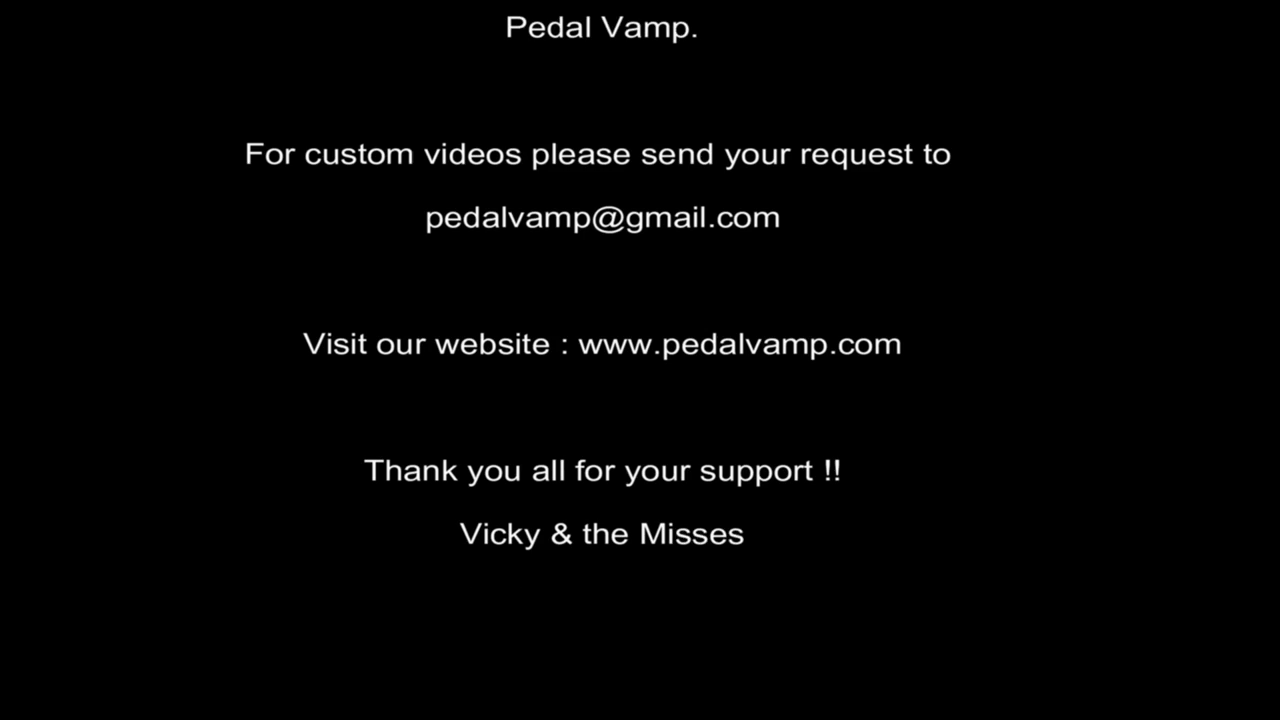 Pedal Vamp.
For custom videos please send your request to
pedalvamp@gmail.com
Visit our website : www.pedalvamp.com
Thank you all for your support !!
Vicky & the Misses